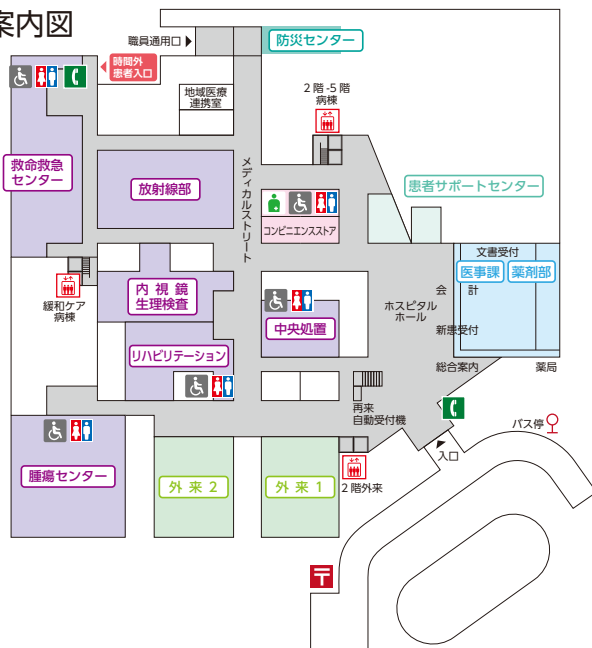 案内図
職員通用口
防災センター
時間外
患者入口
地域医療
連携室
2階-5階
病棟
救命救急
センター
放射線部
メディカルストリート
患者サポートセンター
コンビニエンスストア
文書受付
医事課
薬剤部
会計
緩和ケア
病棟
内視鏡
生理検査
中央処置
ホスピタル
ホール
新患受付
リハビリテーション
総合案内
薬局
再来
自動受付機
バス停
入口
腫瘍センター
外来2
外来1
2階外来
〒